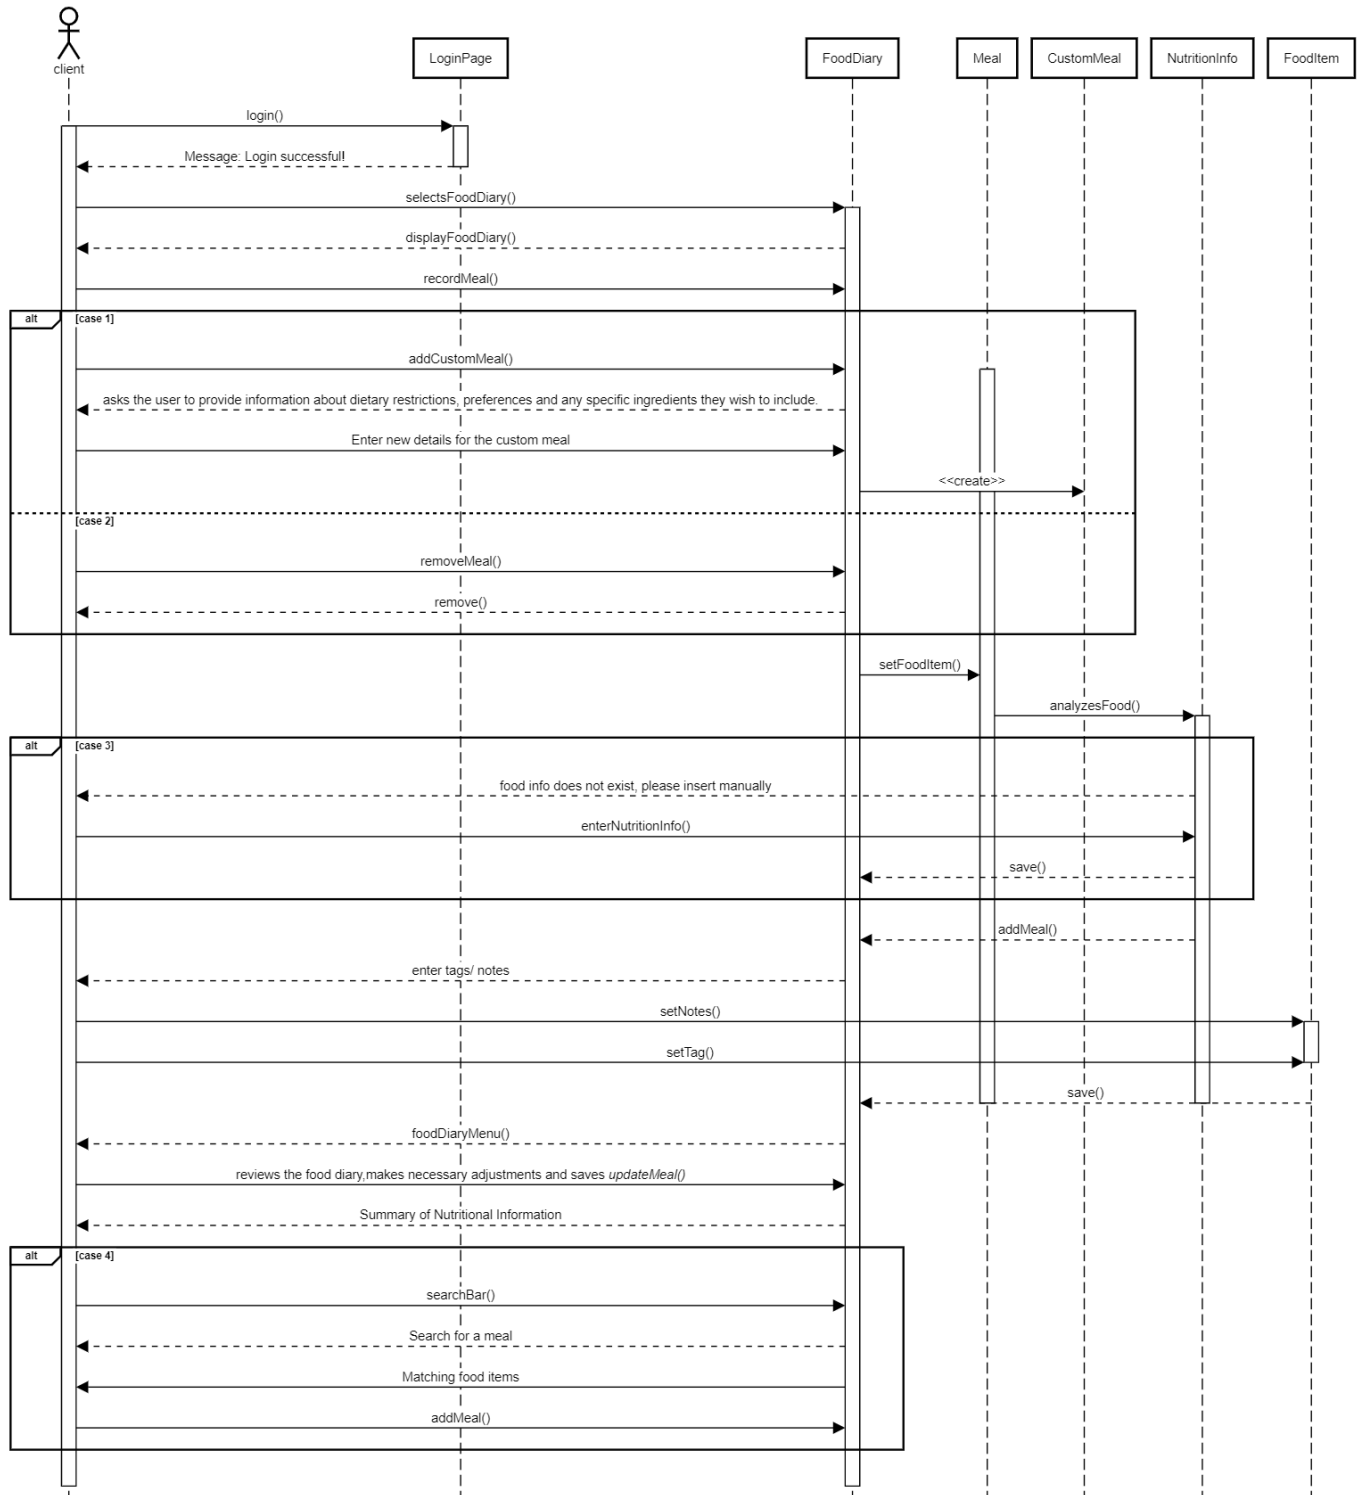 client
LoginPage
FoodDiary
Meal
CustomMeal
NutritionInfo
FoodItem
login()
Message: Login successful!
selectsFoodDiary()
displayFoodDiary()
recordMeal()
alt
[case 1]
addCustomMeal()
asks the user to provide information about dietary restrictions, preferences and any specific ingredients they wish to include.
Enter new details for the custom meal
<<create>>
[case 2]
removeMeal()
remove()
setFoodItem()
analyzesFood()
alt
[case 3]
food info does not exist, please insert manually
enterNutritionInfo()
save()
addMeal()
enter tags/ notes
setNotes()
setTag()
save()
foodDiaryMenu()
reviews the food diary,makes necessary adjustments and saves updateMeal()
Summary of Nutritional Information
alt
[case 4]
searchBar()
Search for a meal
Matching food items
addMeal()